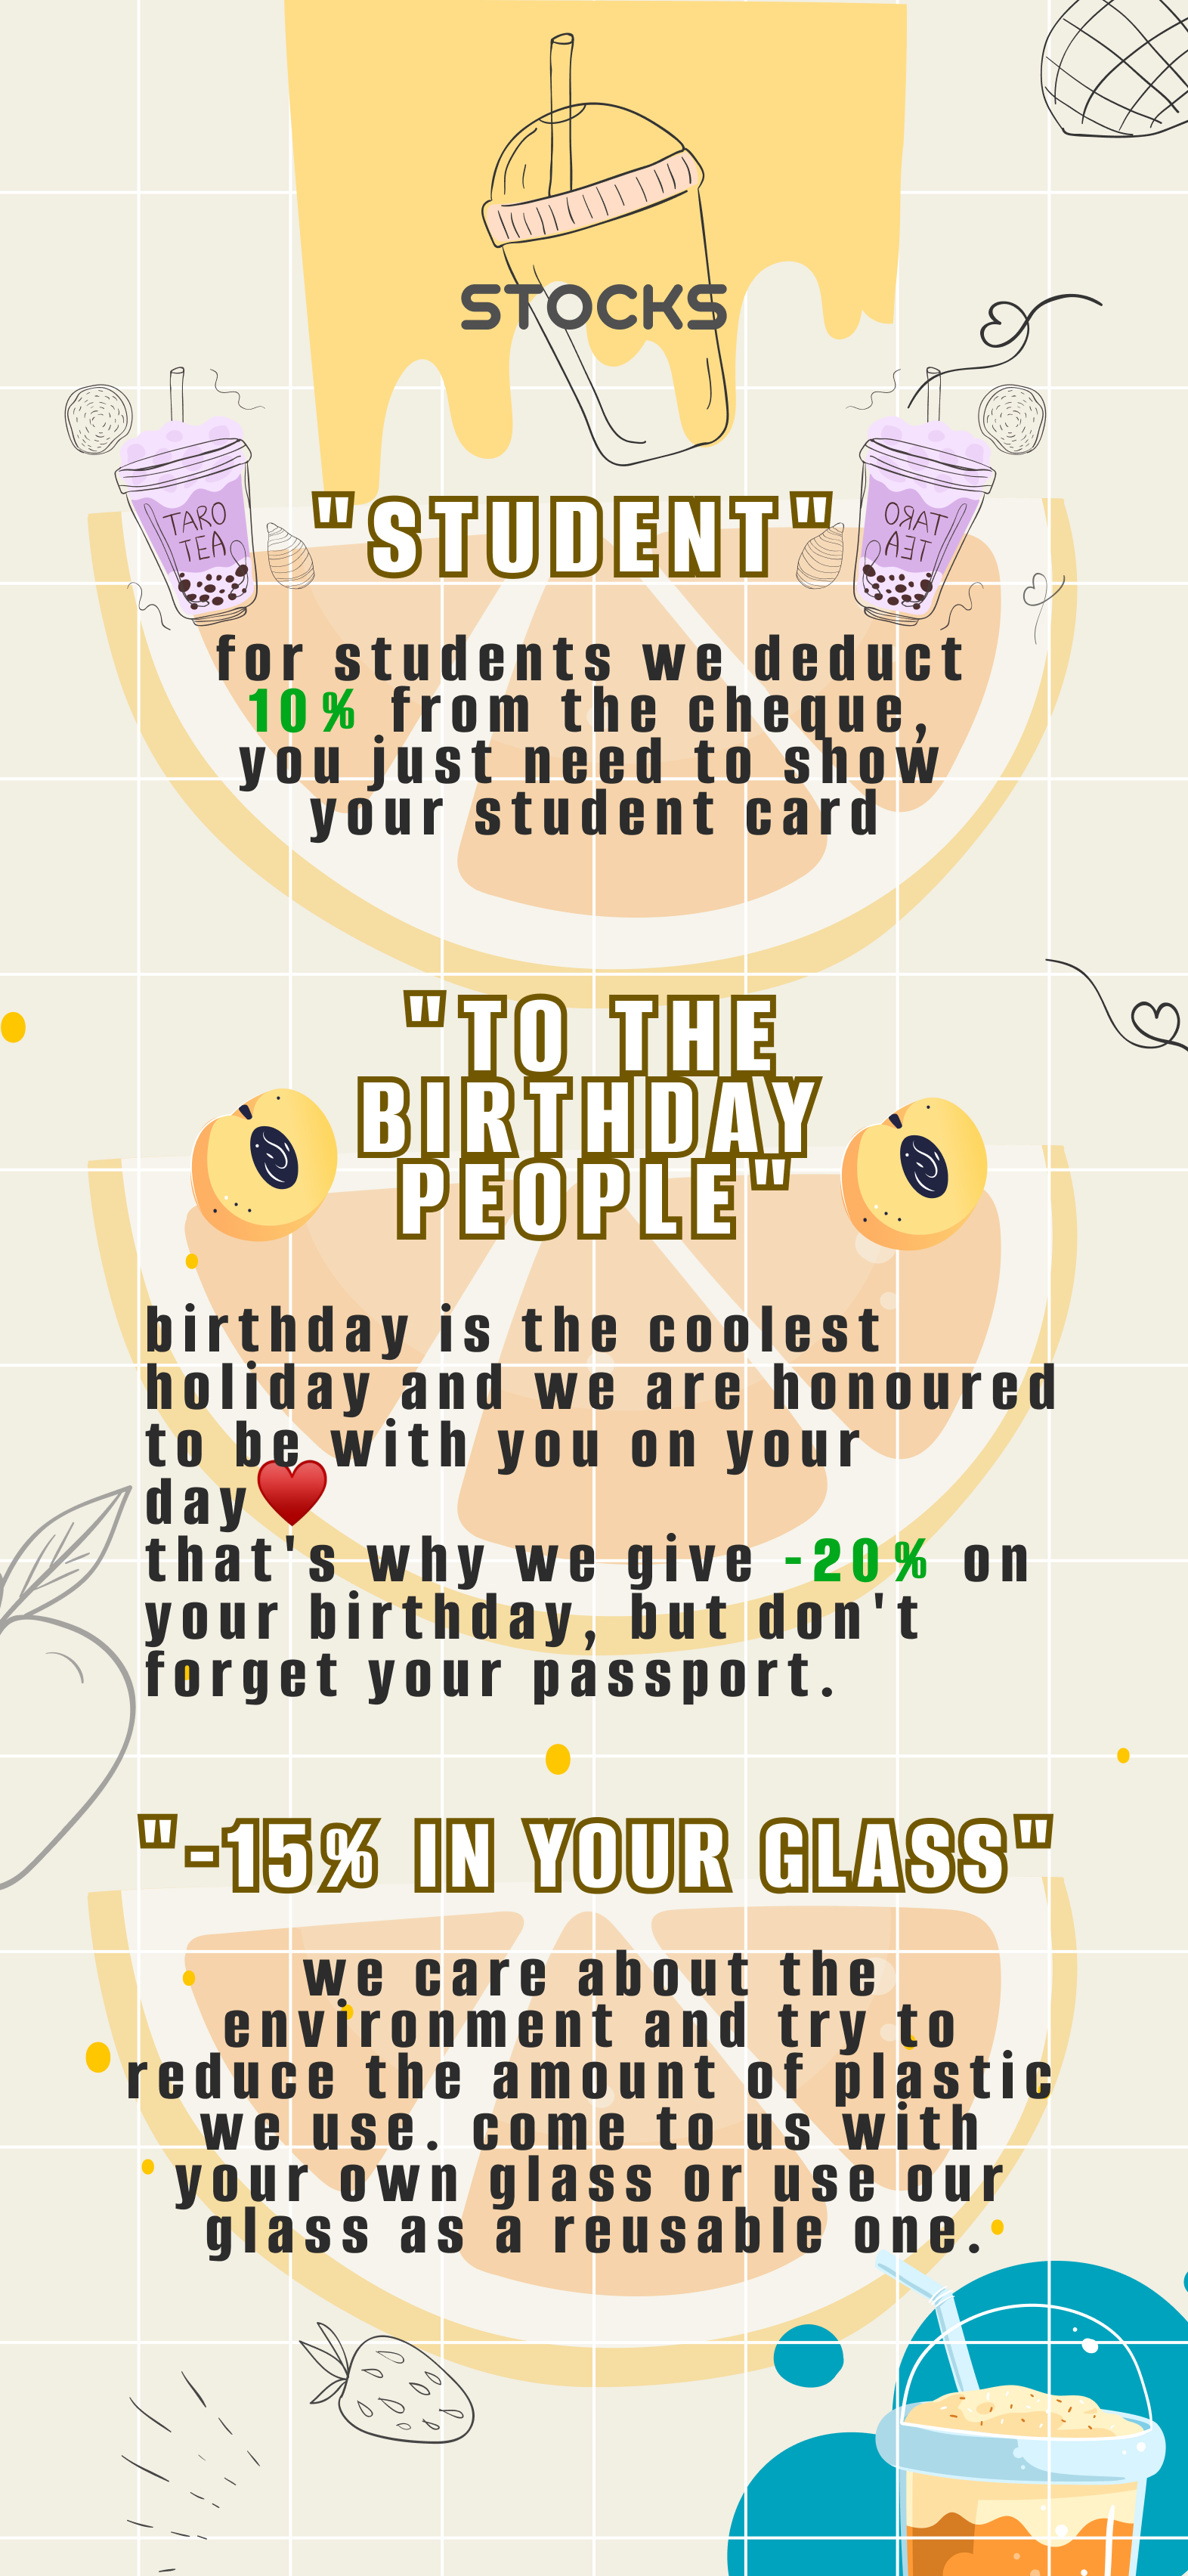 STOCKS
TARO
TEA
TARO
TEA
"STUDENT"
for students we deduct
10% from the cheque,
you just need to show
your student card
"TO THE
BIRTHDAY
PEOPLE"
birthday is the coolest
holiday and we are honoured
to be with you on your
day♥
that's why we give -20% on
your birthday, but don't
forget your passport.
"-15% IN YOUR GLASS"
we care about the
environment and try to
reduce the amount of plastic
we use. come to us with
your own glass or use our
glass as a reusable one.